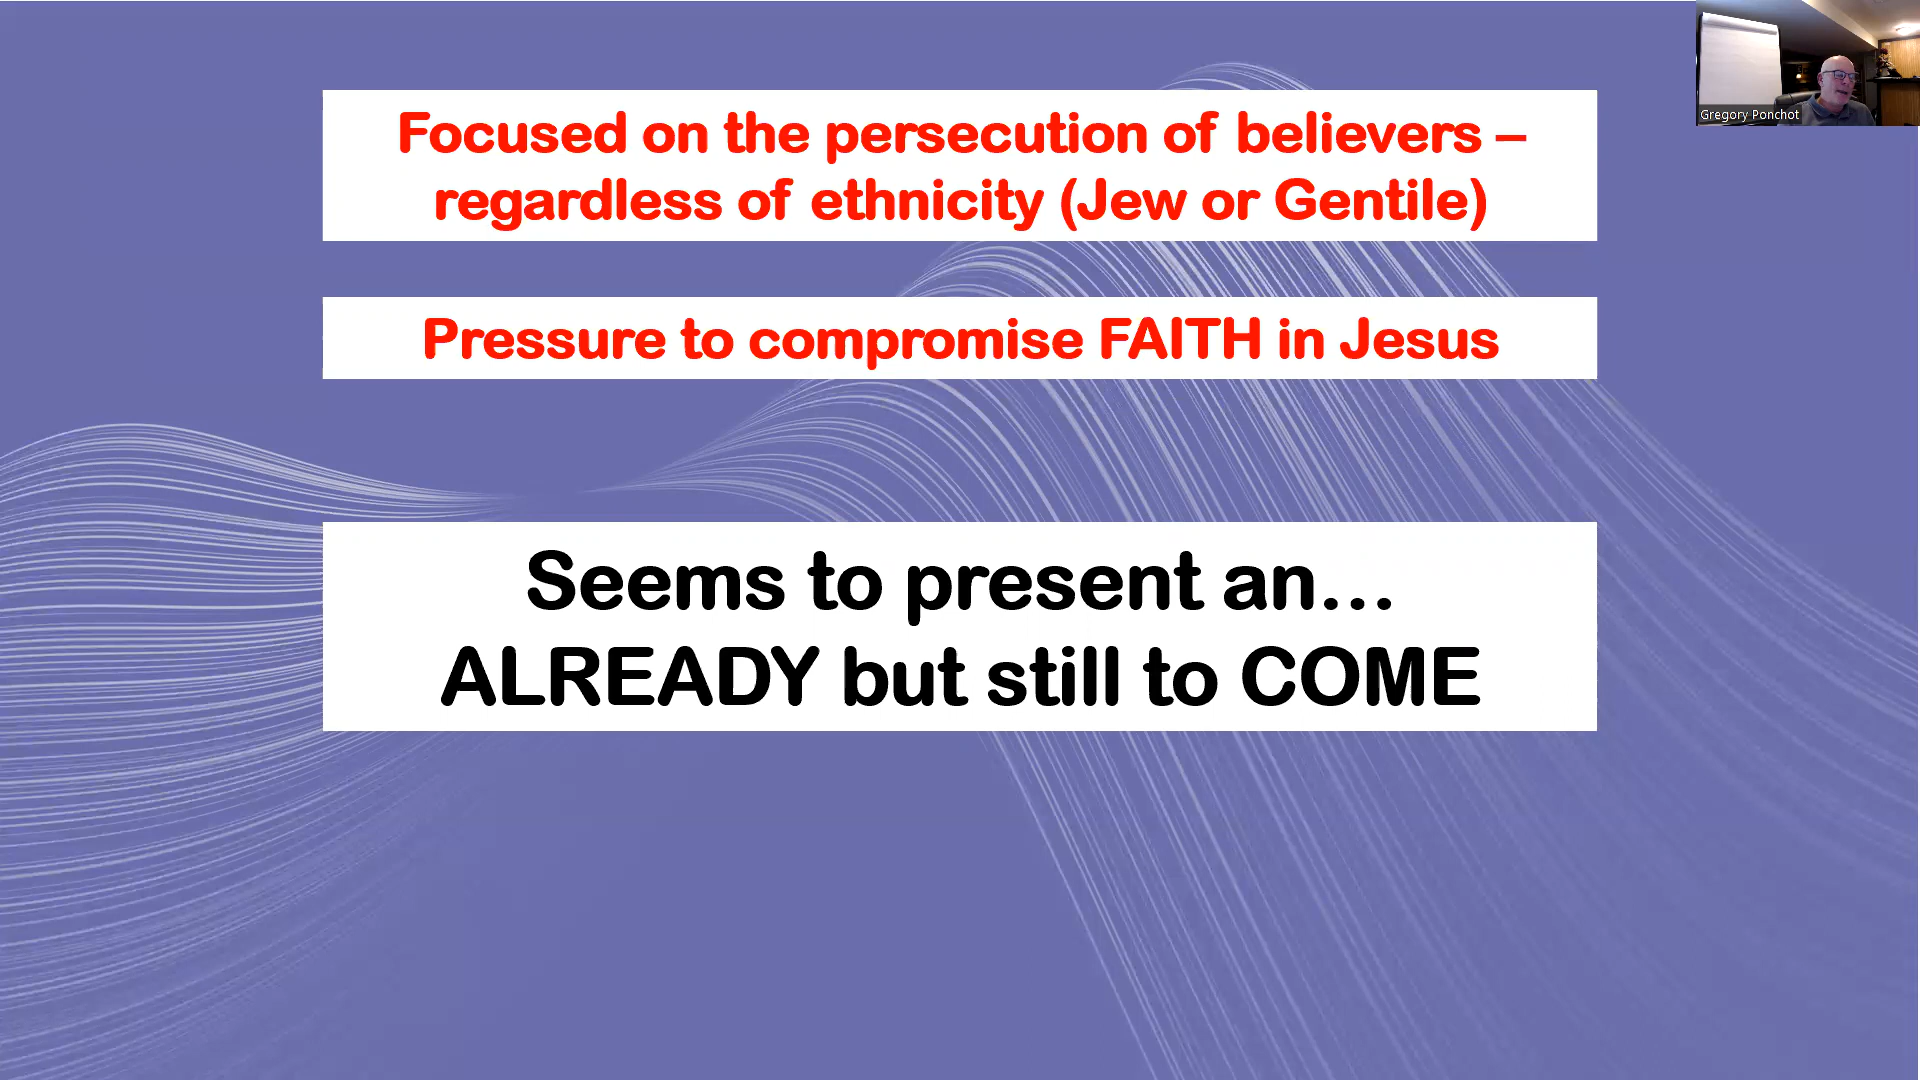 Focused on the persecution of believers –
regardless of ethnicity (Jew or Gentile)
Pressure to compromise FAITH in Jesus
Seems to present an...
ALREADY but still to COME
Gregory Ponchot